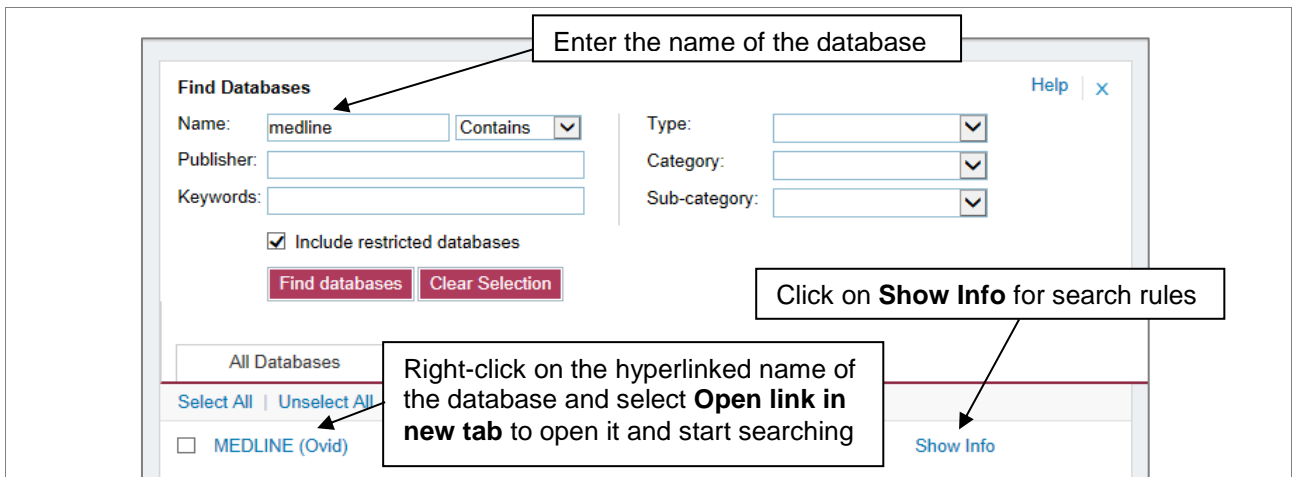 Enter the name of the database
Find Databases
Help
x
Name:
medline
Contains
Type:
Publisher:
Category:
Keywords:
Sub-category:
Include restricted databases
Find databases
Clear Selection
Click on Show Info for search rules
All Databases
Right-click on the hyperlinked name of
the database and select Open link in
new tab to open it and start searching
Select All | Unselect All
MEDLINE (Ovid)
Show Info